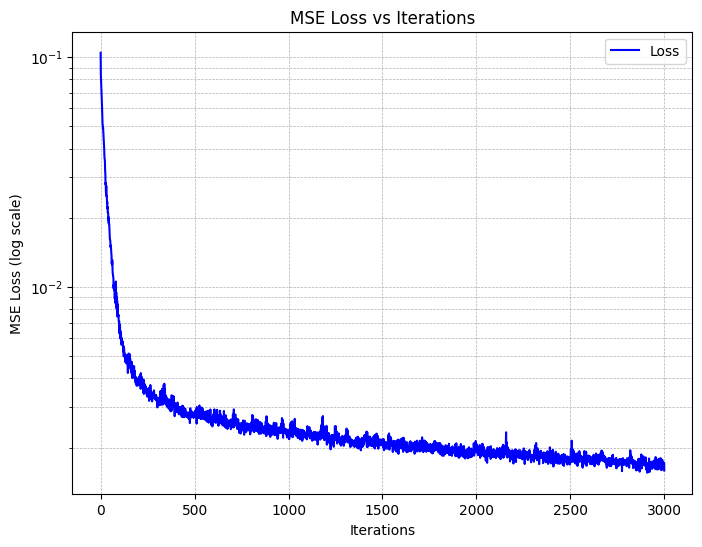 MSE Loss vs Iterations
Loss
10⁻¹
10⁻²
MSE Loss (log scale)
0 500 1000 1500 2000 2500 3000
Iterations